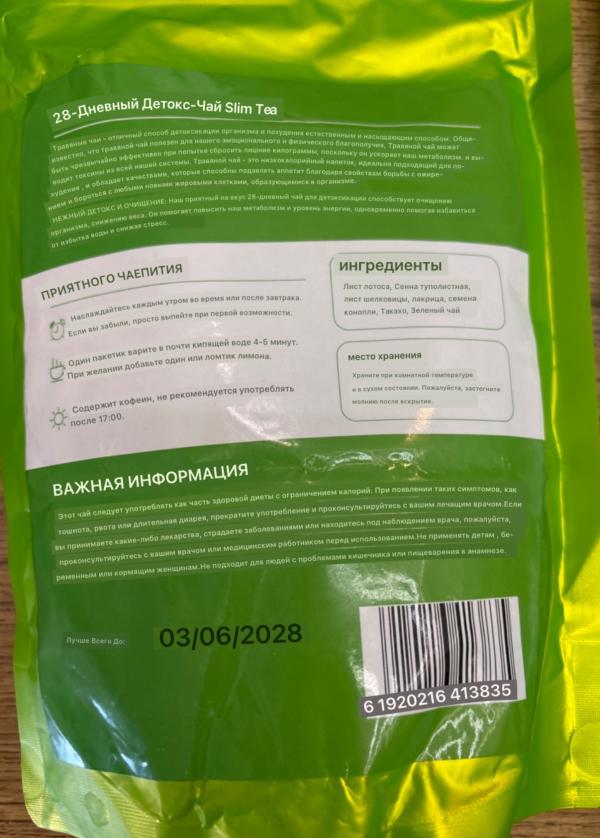 28-Дневный Детокс-Чай Slim Tea
Травяные чаи - отличный способ детоксикации организма и похудения естественным и насыщающим способом. Обще-
известно, что травяной чай полезен для нашего эмоционального и физического благополучия, Травяной чай может
быть чрезвычайно эффективен при попытке сбросить лишние килограммы, поскольку он ускоряет наш метаболизм. и вы-
водит токсины из всей нашей системы. Травяной чай - это низкокалорийный напиток, идеально подходящий для по-
худения , и обладает качествами, которые способны подавлять аппетит благодаря свойствам борьбы с ожире-
нием и бороться с любыми новыми жировыми клетками, образующимися в организме.
НЕЖНЫЙ ДЕТОКС И ОЧИЩЕНИЕ: Наш приятный на вкус 28-дневный чай для детоксикации способствует очищению
организма, снижению веса. Он помогает повысить наш метаболизм и уровень энергии, одновременно помогая избавиться
от избытка воды и снижая стресс.
ПРИЯТНОГО ЧАЕПИТИЯ
Наслаждайтесь каждым утром во время или после завтрака.
Если вы забыли, просто выпейте при первой возможности.
Один пакетик варите в почти кипящей воде 4-5 минут.
При желании добавьте один или ломтик лимона.
Содержит кофеин, не рекомендуется употреблять
после 17:00.
ингредиенты
Лист лотоса, Сенна туполистная,
лист шелковицы, лакрица, семена
конопли, Такахо, Зеленый чай
место хранения
Храните при комнатной температуре
и в сухом состоянии. Пожалуйста, застегните
молнию после вскрытия.
ВАЖНАЯ ИНФОРМАЦИЯ
Этот чай следует употреблять как часть здоровой диеты с ограничением калорий. При появлении таких симптомов, как
тошнота, рвота или длительная диарея, прекратите употребление и проконсультируйтесь с вашим лечащим врачом.Если
вы принимаете какие-либо лекарства, страдаете заболеваниями или находитесь под наблюдением врача, пожалуйста,
проконсультируйтесь с вашим врачом или медицинским работником перед использованием.Не применять детям , бе-
ременным или кормящим женщинам.Не подходит для людей с проблемами кишечника или пищеварения в анамнезе.
Лучше Всего До: 03/06/2028
6 1920216 413835